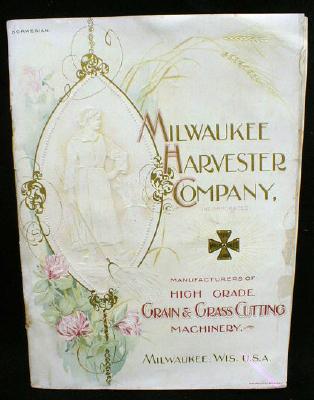 NORWEGIAN.
MILWAUKEE
HARVESTER
COMPANY,
INCORPORATED
MANUFACTURERS OF
HIGH GRADE
GRAIN & GRASS CUTTING
MACHINERY.
MILWAUKEE, WIS. U.S.A.